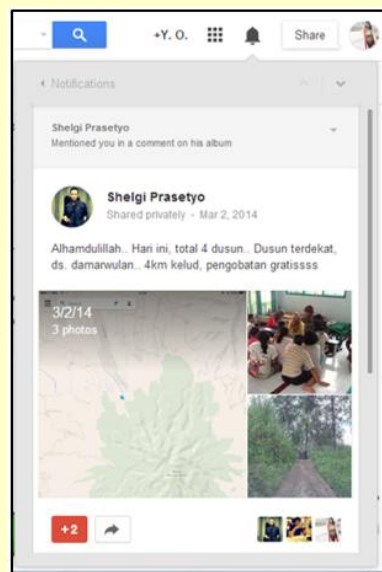 +Y. O.
Share
Notifications
Shelgi Prasetyo
Mentioned you in a comment on his album
Shelgi Prasetyo
Shared privately - Mar 2, 2014
Alhamdulillah.. Hari ini, total 4 dusun.. Dusun terdekat,
ds. damarwulan.. 4km kelud, pengobatan gratissss
3/2/14
3 photos
+2